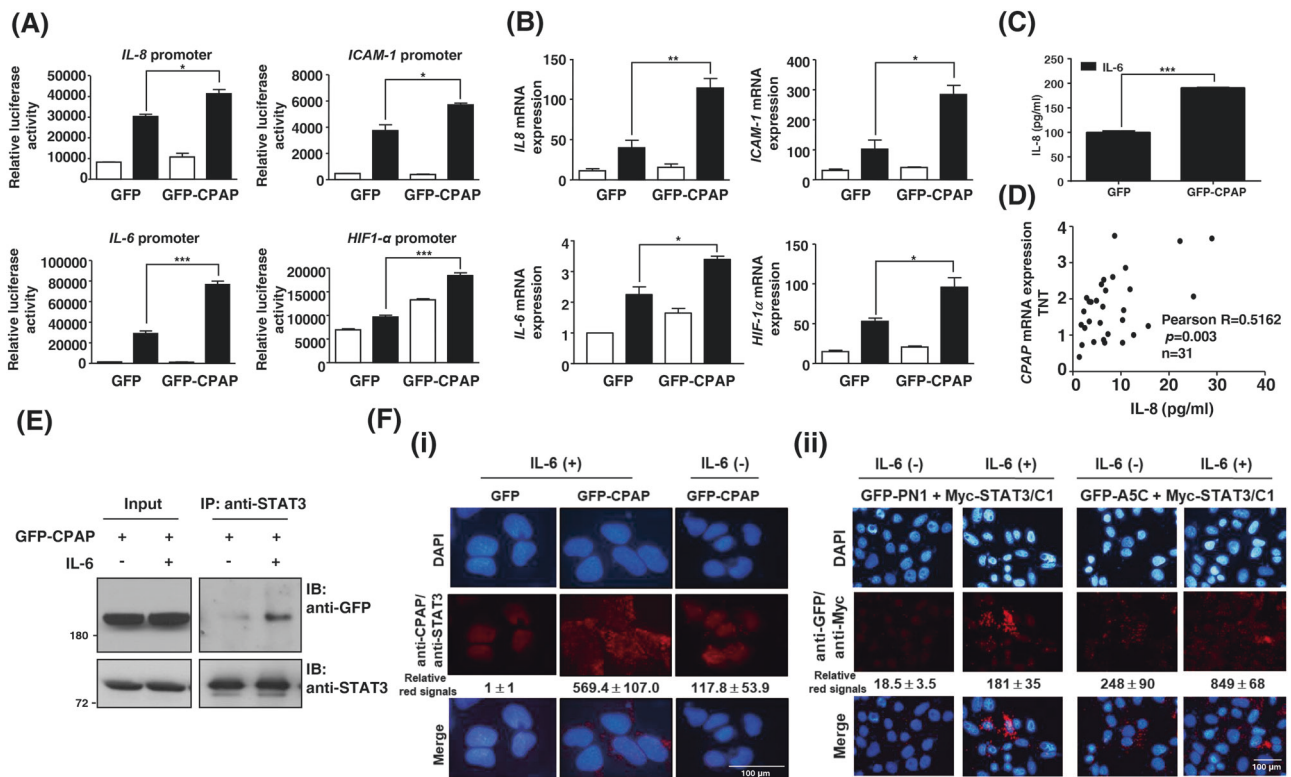 (A)
IL-8 promoter
Relative luciferase
activity
50000
40000
30000
20000
10000
0
*
GFP GFP-CPAP
ICAM-1 promoter
Relative luciferase
activity
8000
6000
4000
2000
0
*
GFP GFP-CPAP
IL-6 promoter
Relative luciferase
activity
100000
80000
60000
40000
20000
0
***
GFP GFP-CPAP
HIF1-α promoter
Relative luciferase
activity
20000
15000
10000
5000
0
***
GFP GFP-CPAP
(B)
IL8 mRNA
expression
150
100
50
0
**
GFP GFP-CPAP
ICAM-1 mRNA
expression
400
300
200
100
0
*
GFP GFP-CPAP
IL-6 mRNA
expression
4
3
2
1
0
*
GFP GFP-CPAP
HIF-1α mRNA
expression
150
100
50
0
*
GFP GFP-CPAP
(C)
IL-6
IL-8 (pg/ml)
250
200
150
100
50
0
***
GFP GFP-CPAP
(D)
CPAP mRNA expression
TNT
4
3
2
1
0
Pearson R=0.5162
p=0.003
n=31
0 10 20 30 40
IL-8 (pg/ml)
(E)
Input IP: anti-STAT3
GFP-CPAP + + + +
IL-6 - + - +
IB:
anti-GFP
180 -
IB:
anti-STAT3
72 -
(F)
(i)
IL-6 (+) IL-6 (-)
GFP GFP-CPAP GFP-CPAP
DAPI
anti-CPAP/
anti-STAT3
Relative
red signals
1 ± 1 569.4 ± 107.0 117.8 ± 53.9
Merge
100 μm
(ii)
IL-6 (-) IL-6 (+) IL-6 (-) IL-6 (+)
GFP-PN1 + Myc-STAT3/C1 GFP-A5C + Myc-STAT3/C1
DAPI
anti-GFP/
anti-Myc
Relative
red signals
18.5 ± 3.5 181 ± 35 248 ± 90 849 ± 68
Merge
100 μm